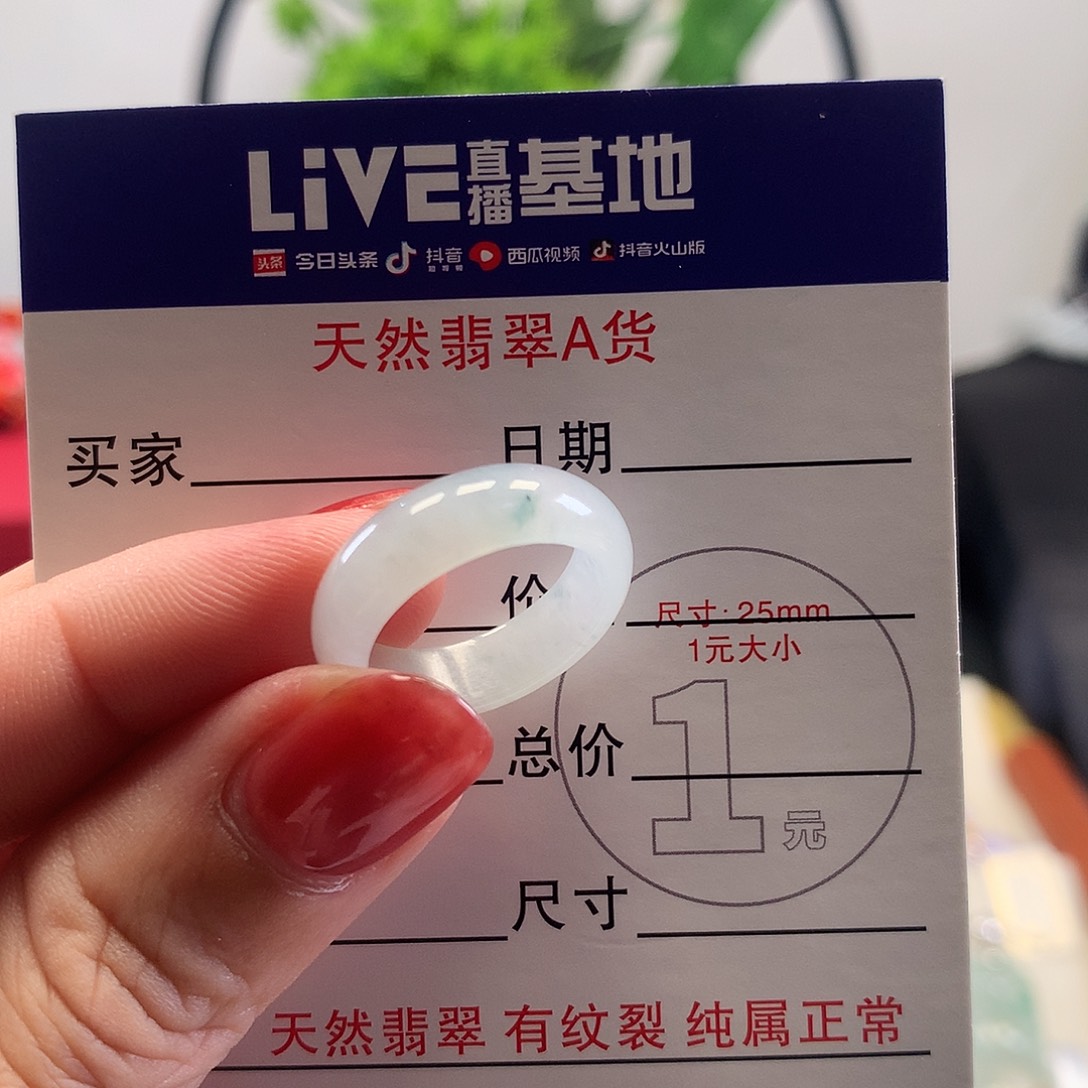 LiVE直播基地
头条 今日头条 抖音 西瓜视频 抖音火山版
天然翡翠A货
买家 日期
价
尺寸:25mm
1元大小
总价
1元
尺寸
天然翡翠 有纹裂 纯属正常